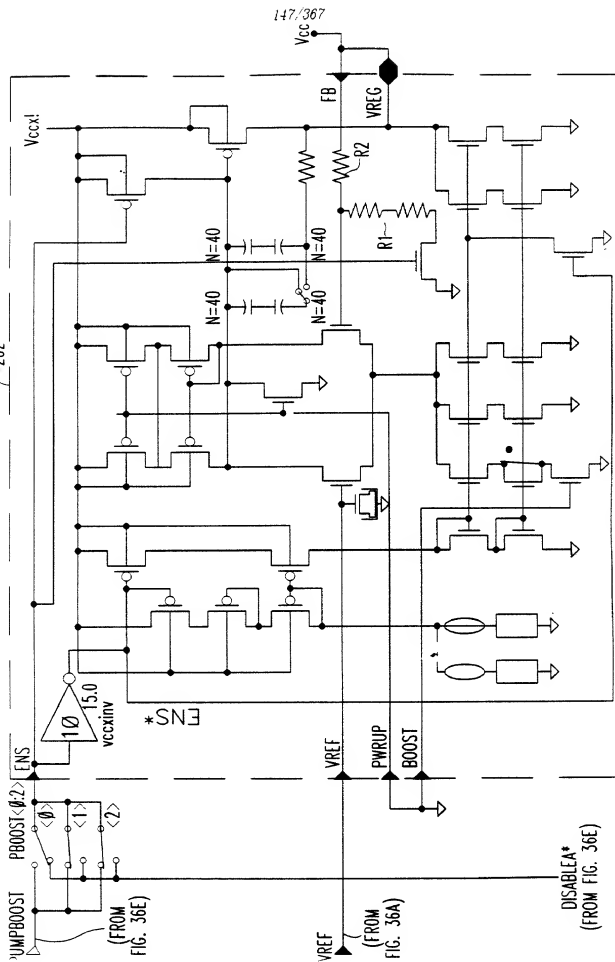 147/367
Vcc
Vccx!
FB
VREG
R2
R1
N=40
N=40
N=40
N=40
ENS
10
15.0
vccxinv
ENS*
PBOOST<0:2>
<0>
<1>
<2>
PUMPBOOST
(FROM
FIG. 36E)
VREF
PWRUP
BOOST
VREF
(FROM
FIG. 36A)
DISABLEA*
(FROM FIG. 36E)